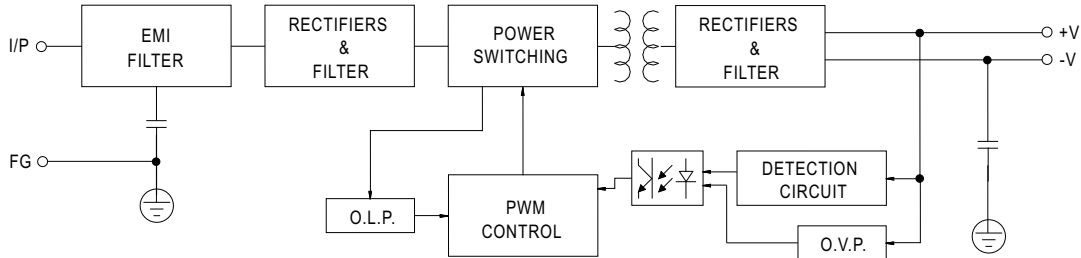 I/P
EMI
FILTER
RECTIFIERS
&
FILTER
POWER
SWITCHING
RECTIFIERS
&
FILTER
+V
-V
FG
O.L.P.
PWM
CONTROL
DETECTION
CIRCUIT
O.V.P.